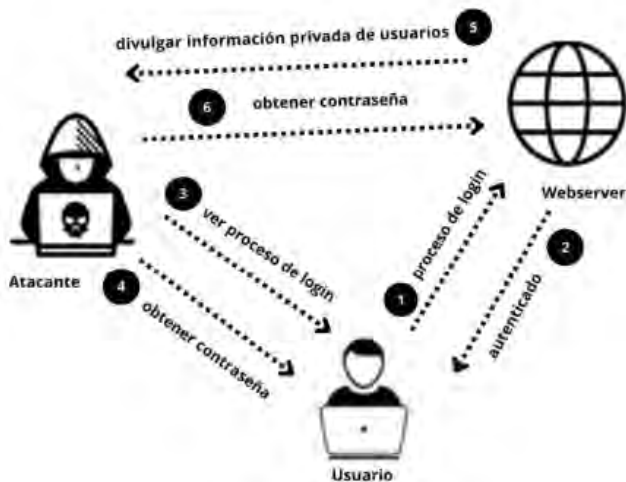 divulgar información privada de usuarios
5
6
obtener contraseña
Webserver
3
ver proceso de login
proceso de login
2
Atacante
4
obtener contraseña
1
autenticado
Usuario